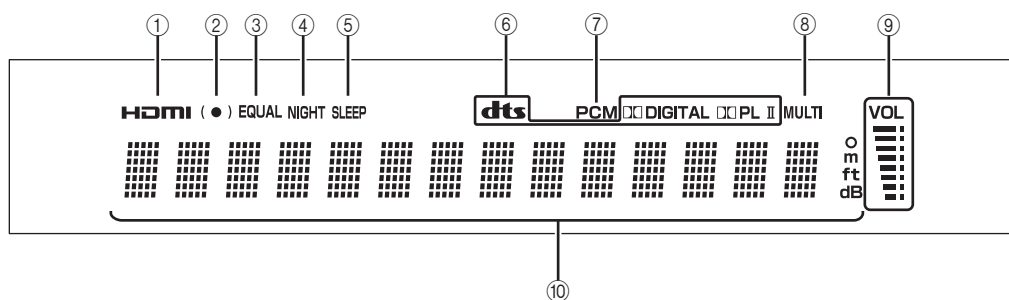 ① ② ③ ④ ⑤ ⑥ ⑦ ⑧ ⑨
HDMI (●) EQUAL NIGHT SLEEP dts PCM DIGITAL PL II MULTI VOL
m
ft
dB
⑩